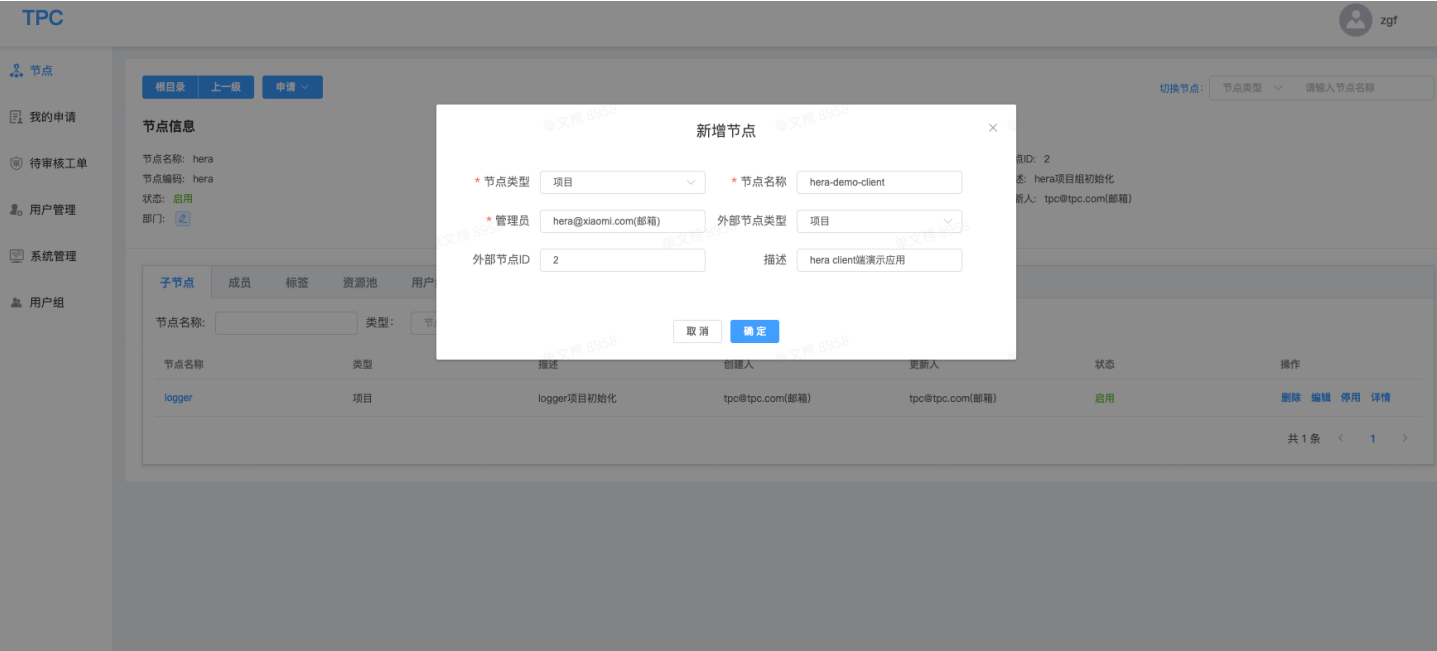 TPC
zgf
节点
我的申请
待审核工单
用户管理
系统管理
用户组
根目录 上一级 申请
切换节点: 节点类型 请输入节点名称
节点信息
节点名称: hera
节点编码: hera
状态: 启用
部门:
点ID: 2
述: hera项目组初始化
新人: tpc@tpc.com(邮箱)
新增节点
* 节点类型 项目 * 节点名称 hera-demo-client
* 管理员 hera@xiaomi.com(邮箱) 外部节点类型 项目
外部节点ID 2 描述 hera client端演示应用
取消 确定
子节点 成员 标签 资源池 用户
节点名称: 类型:
节点名称 类型 描述 创建人 更新人 状态 操作
logger 项目 logger项目初始化 tpc@tpc.com(邮箱) tpc@tpc.com(邮箱) 启用 删除 编辑 停用 详情
共 1 条 < 1 >